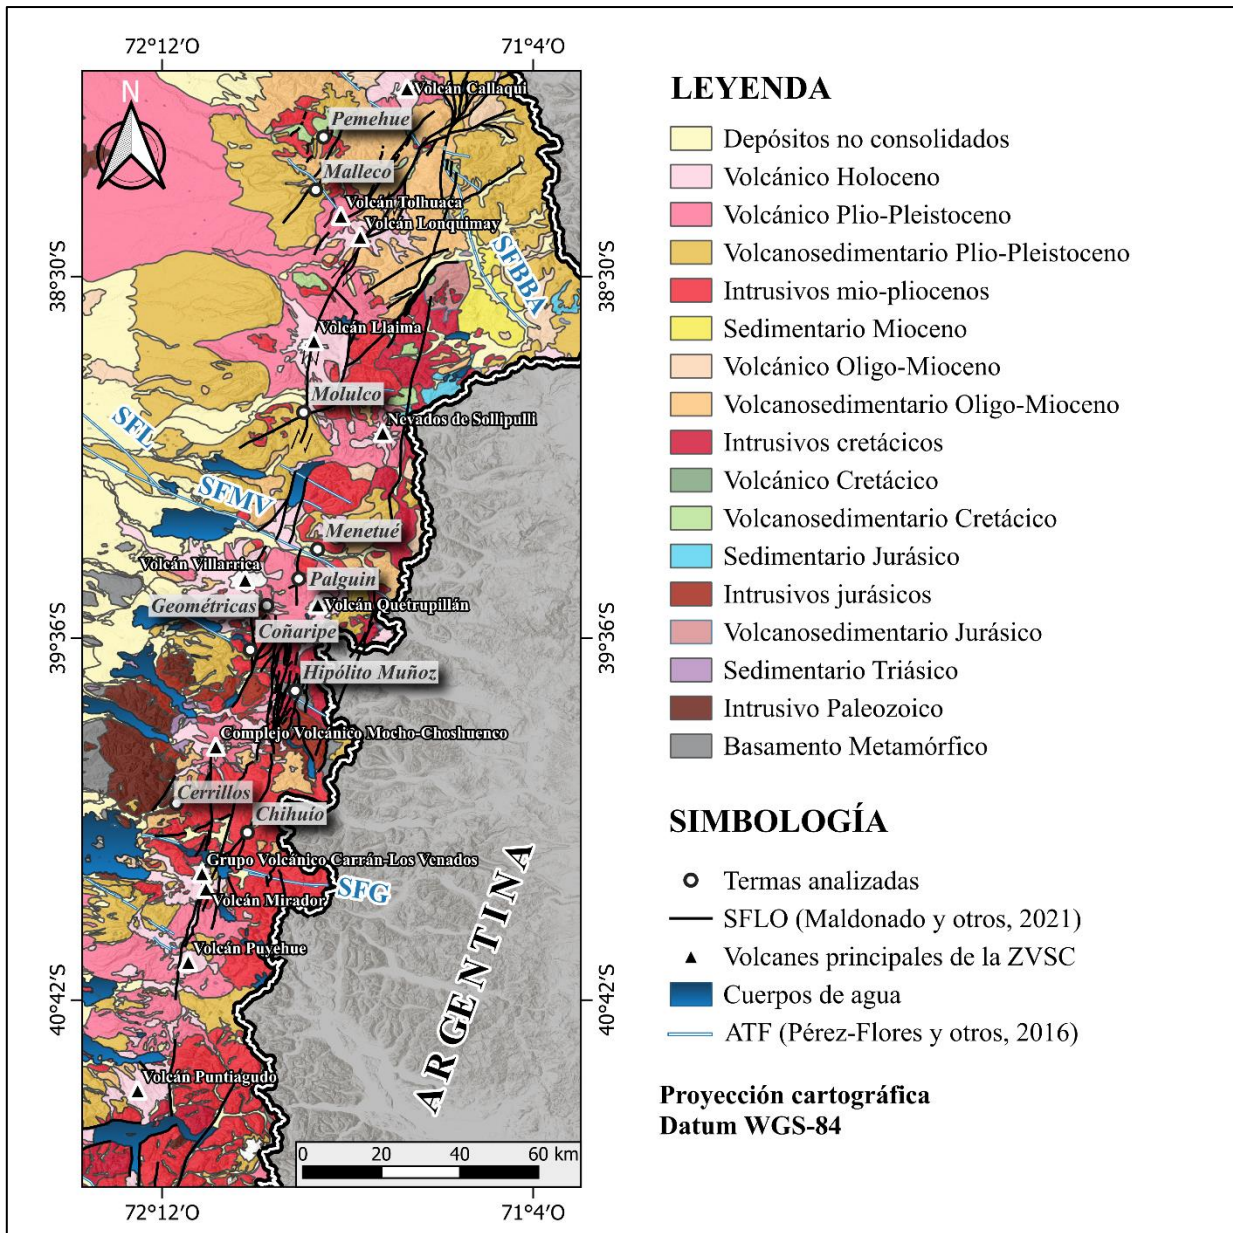 72°12'O
71°4'O
N
Volcán Callaqui
Pemehue
Malleco
Volcán Tolhuaca
Volcán Lonquimay
SFBBA
38°30'S
38°30'S
Volcán Llaima
Molulco
Nevados de Sollipulli
SFL
SFMV
Menetué
Volcán Villarrica
Palguin
Geométricas
Volcán Quetrupillán
39°36'S
39°36'S
Coñaripe
Hipólito Muñoz
Complejo Volcánico Mocho-Choshuenco
Cerrillos
Chihuío
Grupo Volcánico Carrán-Los Venados
SFG
Volcán Mirador
ARGENTINA
Volcán Puyehue
40°42'S
40°42'S
Volcán Puntiagudo
0 20 40 60 km
72°12'O
71°4'O
LEYENDA
Depósitos no consolidados
Volcánico Holoceno
Volcánico Plio-Pleistoceno
Volcanosedimentario Plio-Pleistoceno
Intrusivos mio-pliocenos
Sedimentario Mioceno
Volcánico Oligo-Mioceno
Volcanosedimentario Oligo-Mioceno
Intrusivos cretácicos
Volcánico Cretácico
Volcanosedimentario Cretácico
Sedimentario Jurásico
Intrusivos jurásicos
Volcanosedimentario Jurásico
Sedimentario Triásico
Intrusivo Paleozoico
Basamento Metamórfico
SIMBOLOGÍA
Termas analizadas
SFLO (Maldonado y otros, 2021)
Volcanes principales de la ZVSC
Cuerpos de agua
ATF (Pérez-Flores y otros, 2016)
Proyección cartográfica
Datum WGS-84